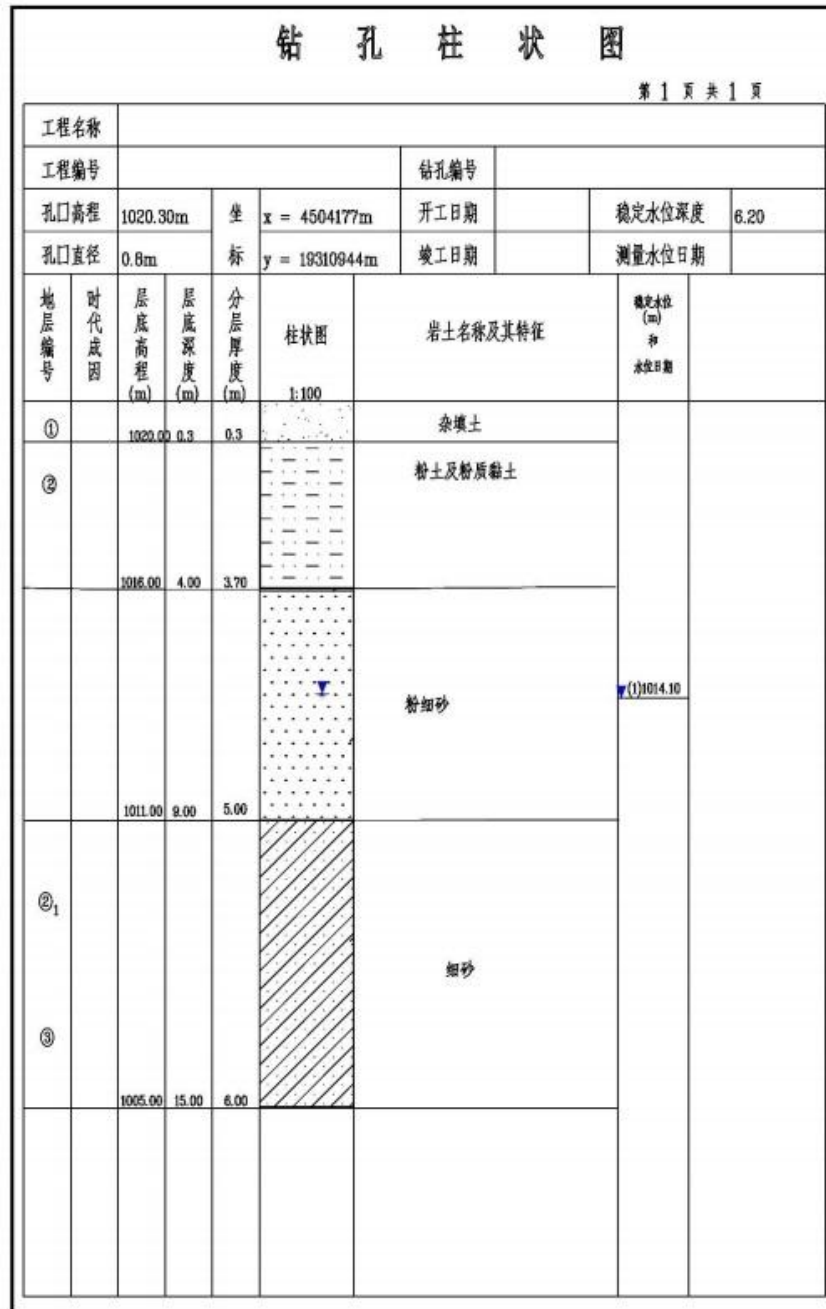 钻 孔 柱 状 图
第 1 页 共 1 页
工程名称
工程编号 钻孔编号
孔口高程 1020.30m 坐 x = 4504177m 开工日期 稳定水位深度 6.20
孔口直径 0.8m 标 y = 19310944m 竣工日期 测量水位日期
地层编号 时代成因 层底高程(m) 层底深度(m) 分层厚度(m) 柱状图 1:100 岩土名称及其特征 稳定水位(m)和水位日期
① 1020.00 0.3 0.3 杂填土
② 粉土及粉质黏土
1016.00 4.00 3.70
(1)1014.10
粉细砂
1011.00 9.00 5.00
②1
细砂
③
1005.00 15.00 6.00